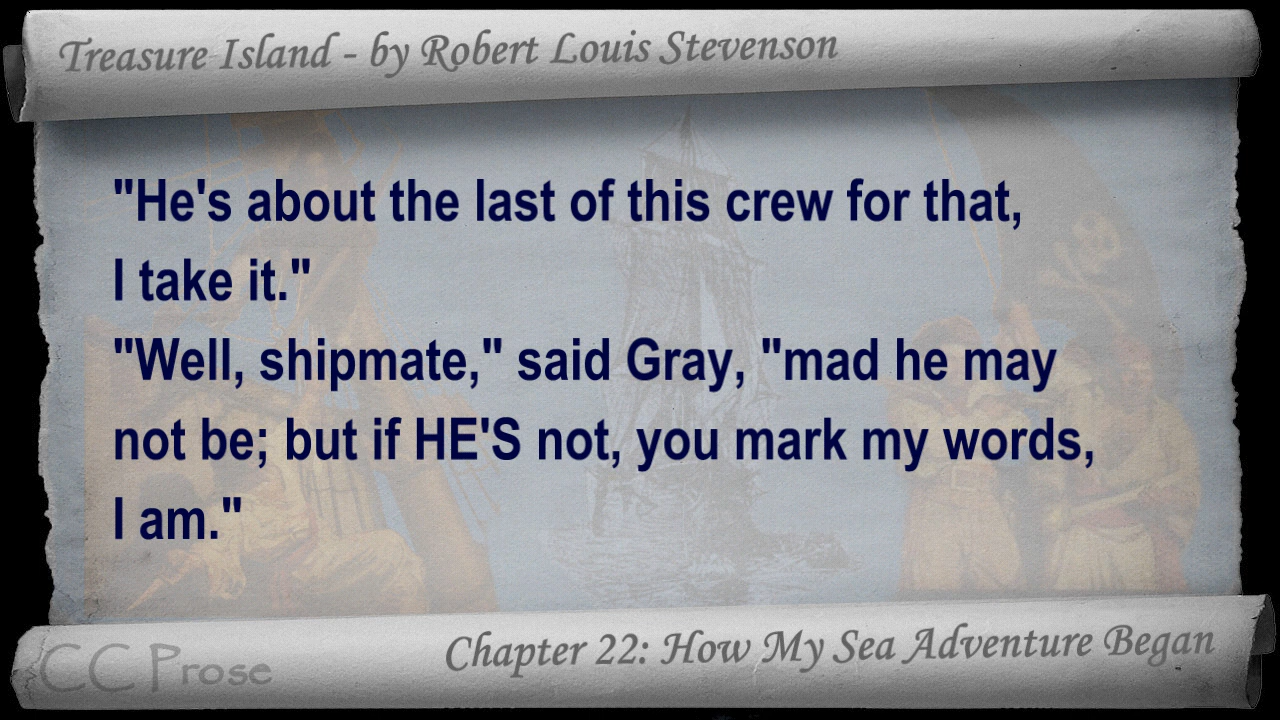 Treasure Island - by Robert Louis Stevenson
"He's about the last of this crew for that,
I take it."
"Well, shipmate," said Gray, "mad he may
not be; but if HE'S not, you mark my words,
I am."
CC Prose
Chapter 22: How My Sea Adventure Began